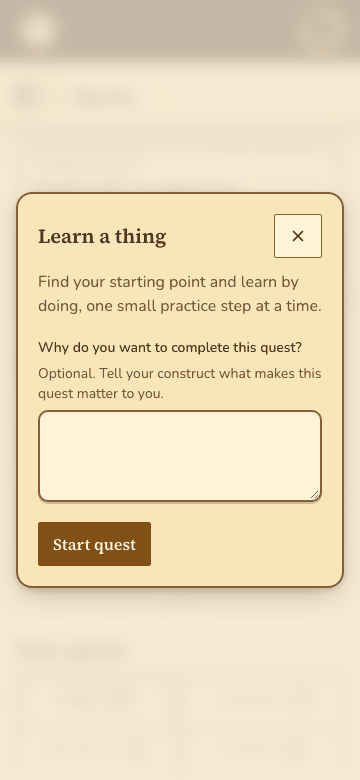 Learn a thing
Find your starting point and learn by
doing, one small practice step at a time.
Why do you want to complete this quest?
Optional. Tell your construct what makes this
quest matter to you.
Start quest